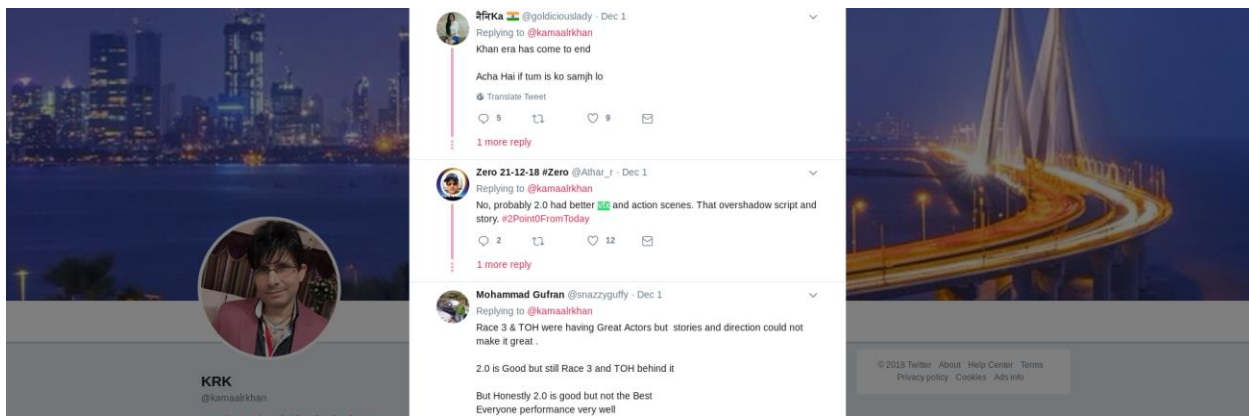 नैनिKa @goldiciouslady · Dec 1
Replying to @kamaalrkhan
Khan era has come to end
Acha Hai if tum is ko samjh lo
Translate Tweet
5 9
1 more reply
Zero 21-12-18 #Zero @Athar_r · Dec 1
Replying to @kamaalrkhan
No, probably 2.0 had better vfx and action scenes. That overshadow script and
story. #2Point0FromToday
2 12
1 more reply
Mohammad Gufran @snazzyguffy · Dec 1
Replying to @kamaalrkhan
Race 3 & TOH were having Great Actors but stories and direction could not
make it great .
2.0 is Good but still Race 3 and TOH behind it
But Honestly 2.0 is good but not the Best
Everyone performance very well
KRK
@kamaalrkhan
© 2018 Twitter About Help Center Terms
Privacy policy Cookies Ads info